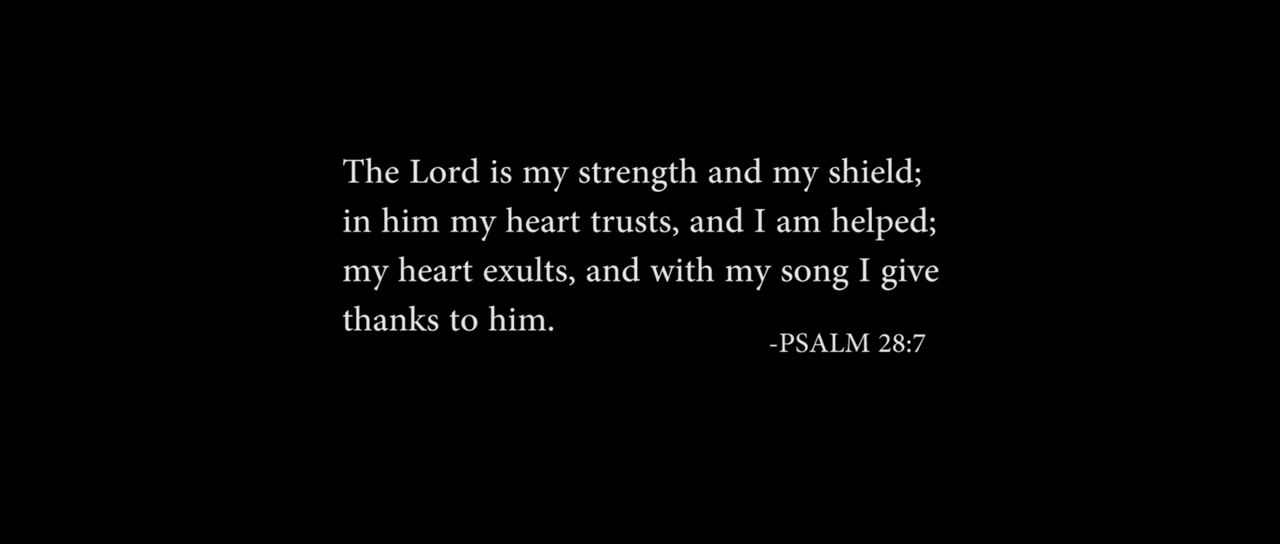 The Lord is my strength and my shield;
in him my heart trusts, and I am helped;
my heart exults, and with my song I give
thanks to him.
-PSALM 28:7